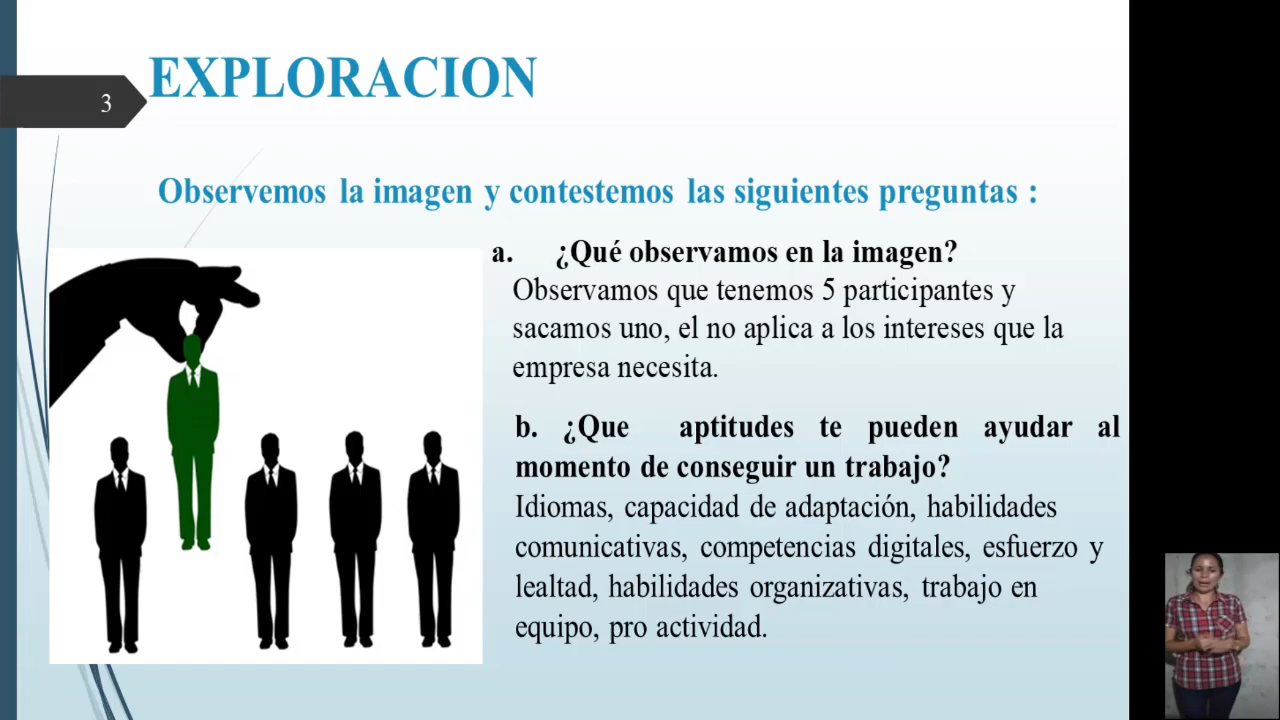 EXPLORACION
3
Observemos la imagen y contestemos las siguientes preguntas :
a. ¿Qué observamos en la imagen?
Observamos que tenemos 5 participantes y
sacamos uno, el no aplica a los intereses que la
empresa necesita.
b. ¿Que aptitudes te pueden ayudar al
momento de conseguir un trabajo?
Idiomas, capacidad de adaptación, habilidades
comunicativas, competencias digitales, esfuerzo y
lealtad, habilidades organizativas, trabajo en
equipo, pro actividad.